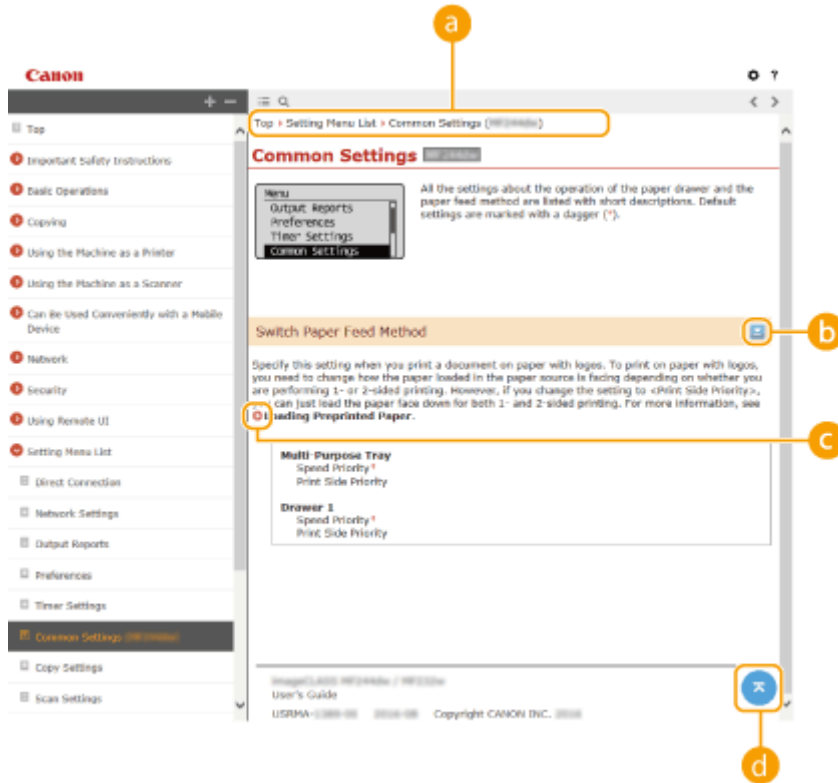 a
Canon
?
+ −
Top
Important Safety Instructions
Basic Operations
Copying
Using the Machine as a Printer
Using the Machine as a Scanner
Can Be Used Conveniently with a Mobile
Device
Network
Security
Using Remote UI
Setting Menu List
Direct Connection
Network Settings
Output Reports
Preferences
Timer Settings
Common Settings
Copy Settings
Scan Settings
Top > Setting Menu List > Common Settings (
)
Common Settings
Menu
Output Reports
Preferences
Timer Settings
Common Settings
All the settings about the operation of the paper drawer and the
paper feed method are listed with short descriptions. Default
settings are marked with a dagger (*).
Switch Paper Feed Method
b
Specify this setting when you print a document on paper with logos. To print on paper with logos,
you need to change how the paper loaded in the paper source is facing depending on whether you
are performing 1- or 2-sided printing. However, if you change the setting to <Print Side Priority>,
you can just load the paper face down for both 1- and 2-sided printing. For more information, see
Loading Preprinted Paper.
c
Multi-Purpose Tray
Speed Priority*
Print Side Priority
Drawer 1
Speed Priority*
Print Side Priority
User's Guide
USRMA-
Copyright CANON INC.
d